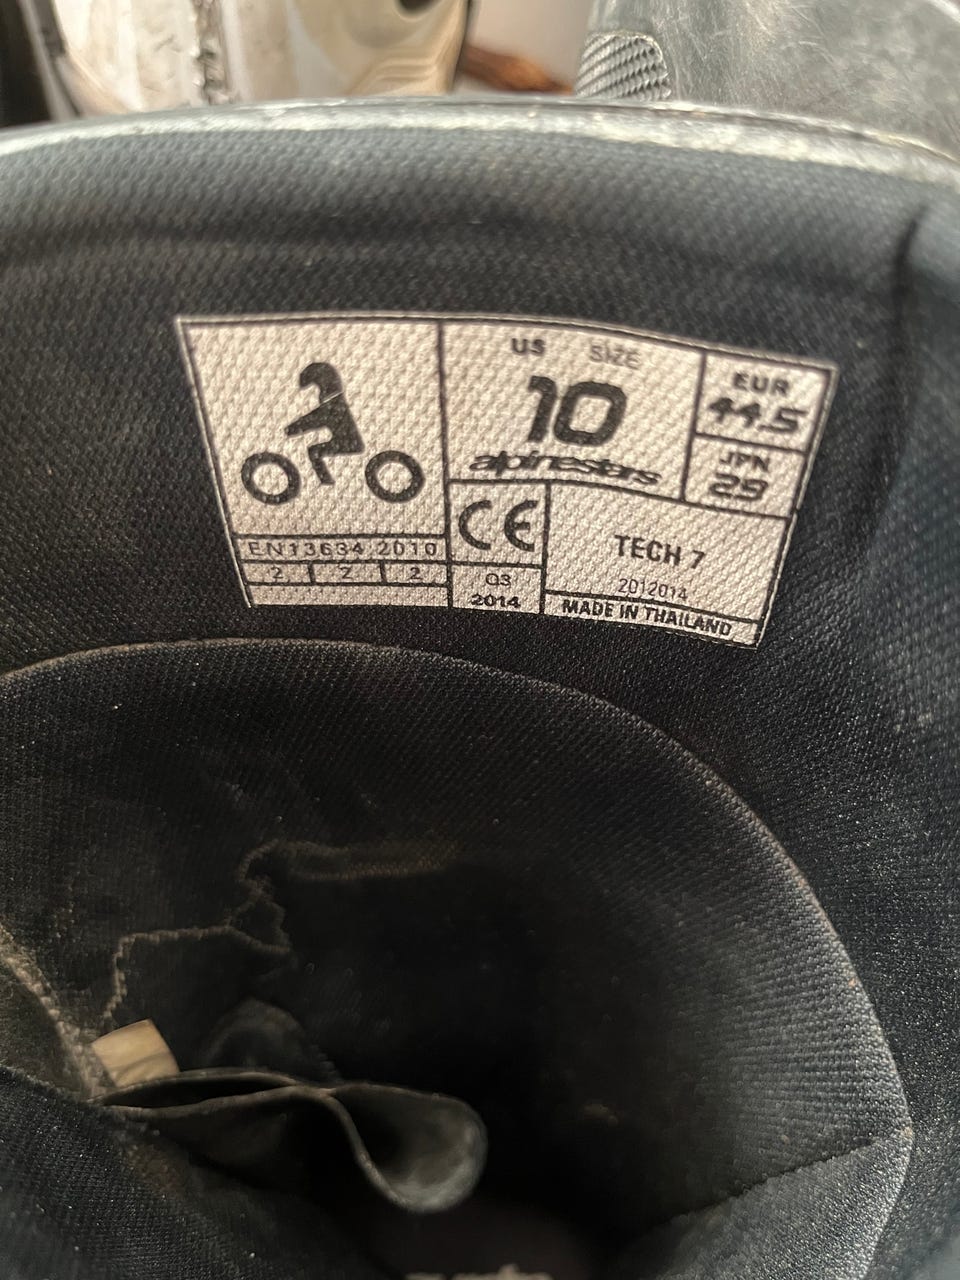 US SIZE
10
alpinestars
EUR
44.5
JPN
29
EN13634 2010
2 2 2
CE
Q3
2014
TECH 7
2012014
MADE IN THAILAND